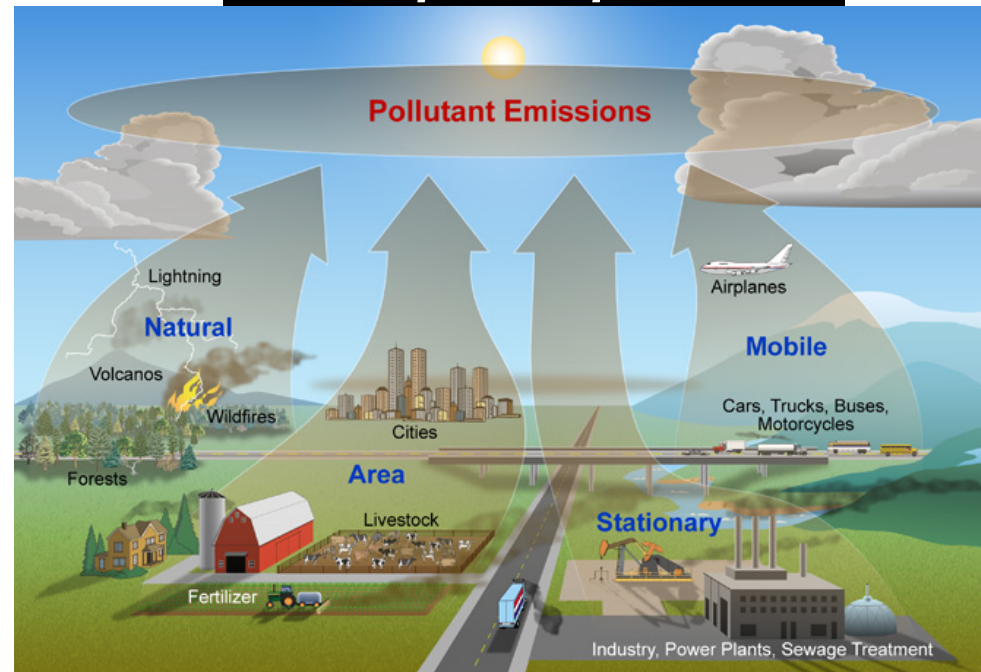 Pollutant Emissions
Lightning
Natural
Volcanos
Wildfires
Forests
Airplanes
Mobile
Cars, Trucks, Buses,
Motorcycles
Cities
Area
Livestock
Fertilizer
Stationary
Industry, Power Plants, Sewage Treatment